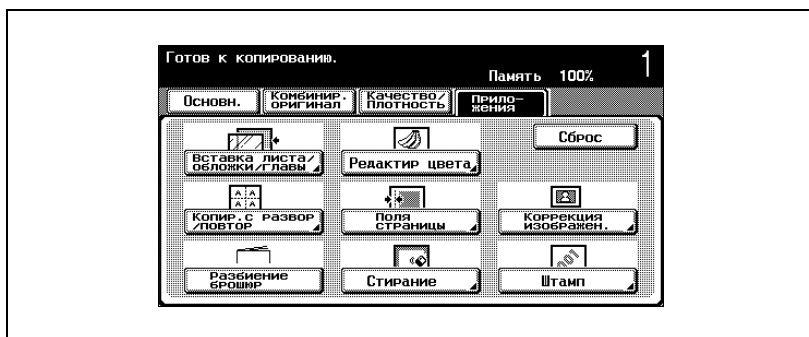 Готов к копированию.
1
Память 100%
Основн.
Комбинир.
оригинал
Качество/
плотность
Прило-
жения
Вставка листа/
обложки/главы
Редактир цвета
Сброс
A A
A A
Копир.с развор
/повтор
Поля
страницы
Коррекция
изображен.
Разбиение
брошюр
Стирание
001
Штамп